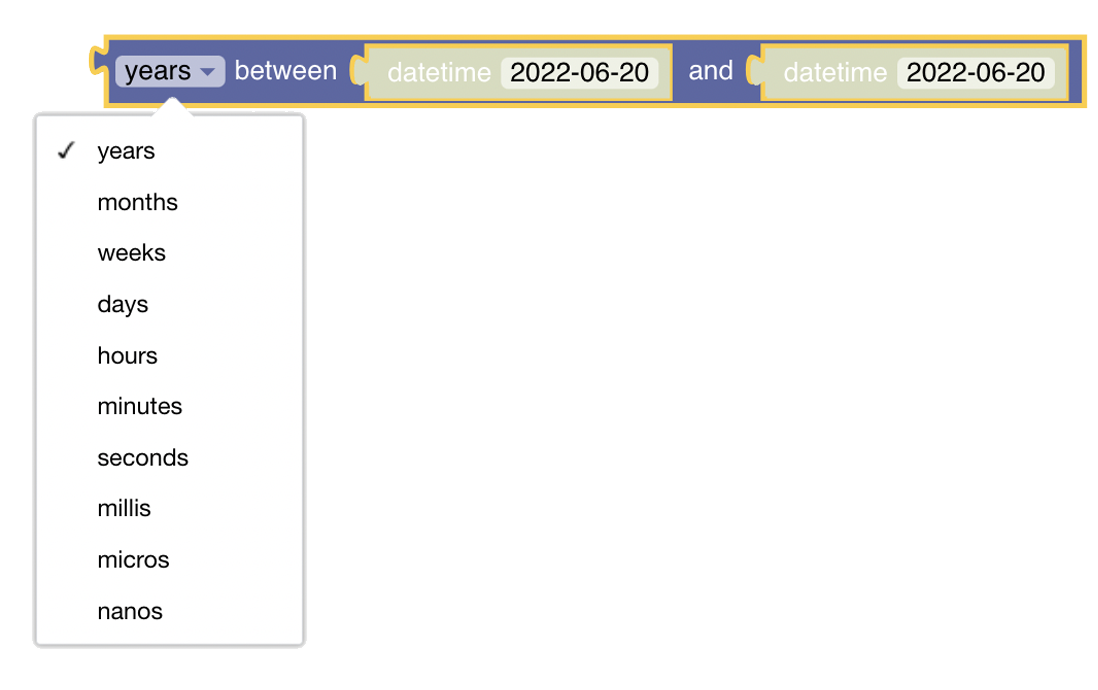 years between datetime 2022-06-20 and datetime 2022-06-20
years
months
weeks
days
hours
minutes
seconds
millis
micros
nanos